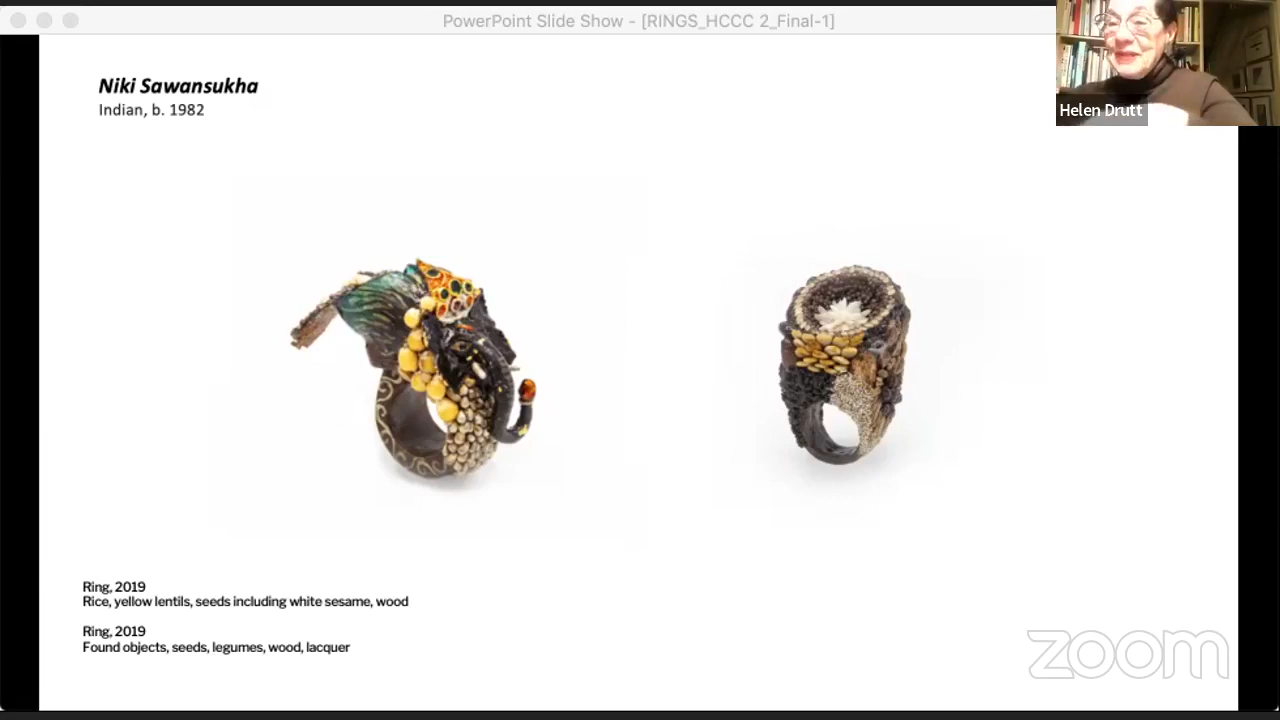 PowerPoint Slide Show - [RINGS_HCCC 2_Final-1]
Helen Drutt
Niki Sawansukha
Indian, b. 1982
Ring, 2019
Rice, yellow lentils, seeds including white sesame, wood
Ring, 2019
Found objects, seeds, legumes, wood, lacquer
zoom